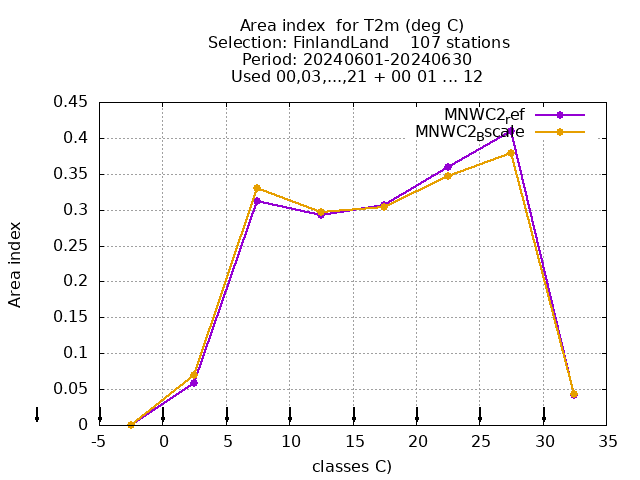 Area index  for T2m (deg C)
Selection: FinlandLand    107 stations
Period: 20240601-20240630
Used 00,03,...,21 + 00 01 ... 12
MNWC2ref
MNWC2Bscale
0.45
0.4
0.35
0.3
0.25
0.2
0.15
0.1
0.05
0
Area index
-5 0 5 10 15 20 25 30 35
classes C)